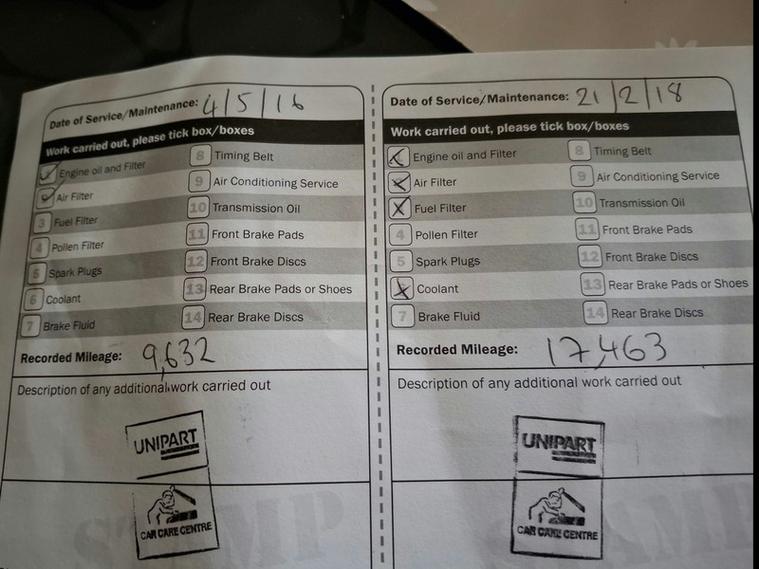 Date of Service/Maintenance: 4/5/16
Work carried out, please tick box/boxes
Engine oil and Filter
Air Filter
3 Fuel Filter
4 Pollen Filter
5 Spark Plugs
6 Coolant
7 Brake Fluid
8 Timing Belt
9 Air Conditioning Service
10 Transmission Oil
11 Front Brake Pads
12 Front Brake Discs
13 Rear Brake Pads or Shoes
14 Rear Brake Discs
Recorded Mileage: 9,632
Description of any additional work carried out
UNIPART
CAR CARE CENTRE
STAMP
Date of Service/Maintenance: 21/2/18
Work carried out, please tick box/boxes
Engine oil and Filter
Air Filter
Fuel Filter
4 Pollen Filter
5 Spark Plugs
Coolant
7 Brake Fluid
8 Timing Belt
9 Air Conditioning Service
10 Transmission Oil
11 Front Brake Pads
12 Front Brake Discs
13 Rear Brake Pads or Shoes
14 Rear Brake Discs
Recorded Mileage: 17,463
Description of any additional work carried out
UNIPART
CAR CARE CENTRE